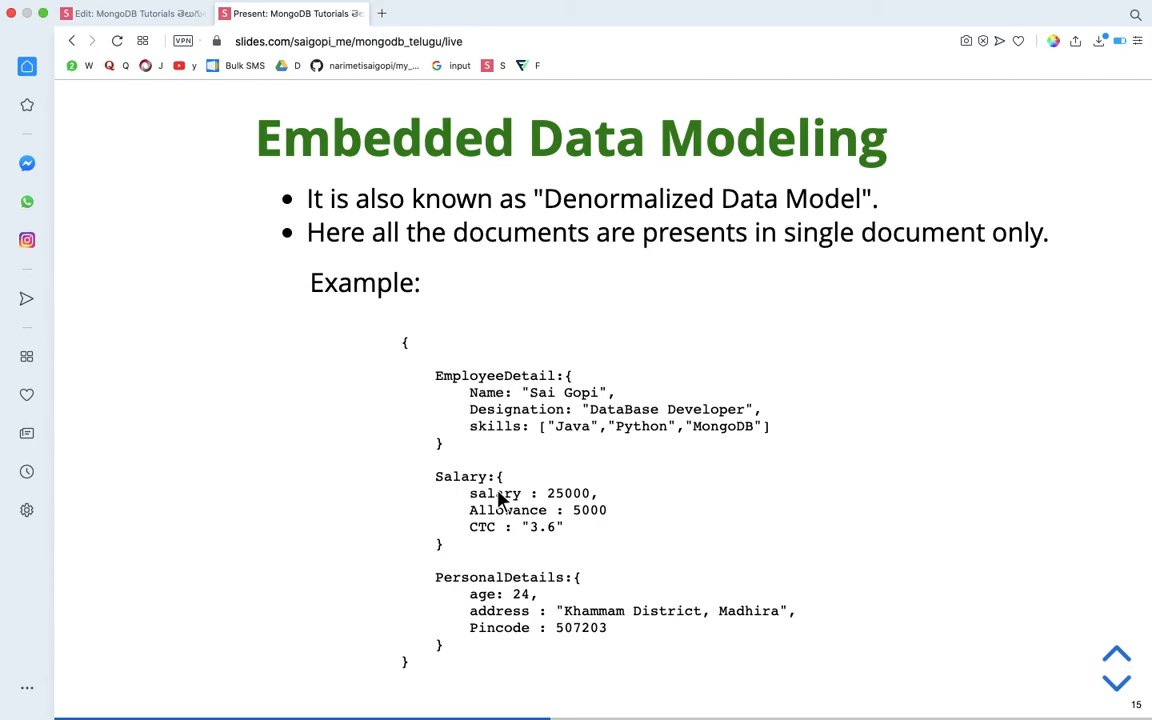 Edit: MongoDB Tutorials
Present: MongoDB Tutorials
VPN
slides.com/saigopi_me/mongodb_telugu/live
2 W Q J y Bulk SMS D narimetisaigopi/my_... input S S F
Embedded Data Modeling
It is also known as "Denormalized Data Model".
Here all the documents are presents in single document only.
Example:
{
EmployeeDetail:{
Name: "Sai Gopi",
Designation: "DataBase Developer",
skills: ["Java","Python","MongoDB"]
}
Salary:{
salary : 25000,
Allowance : 5000
CTC : "3.6"
}
PersonalDetails:{
age: 24,
address : "Khammam District, Madhira",
Pincode : 507203
}
}
15